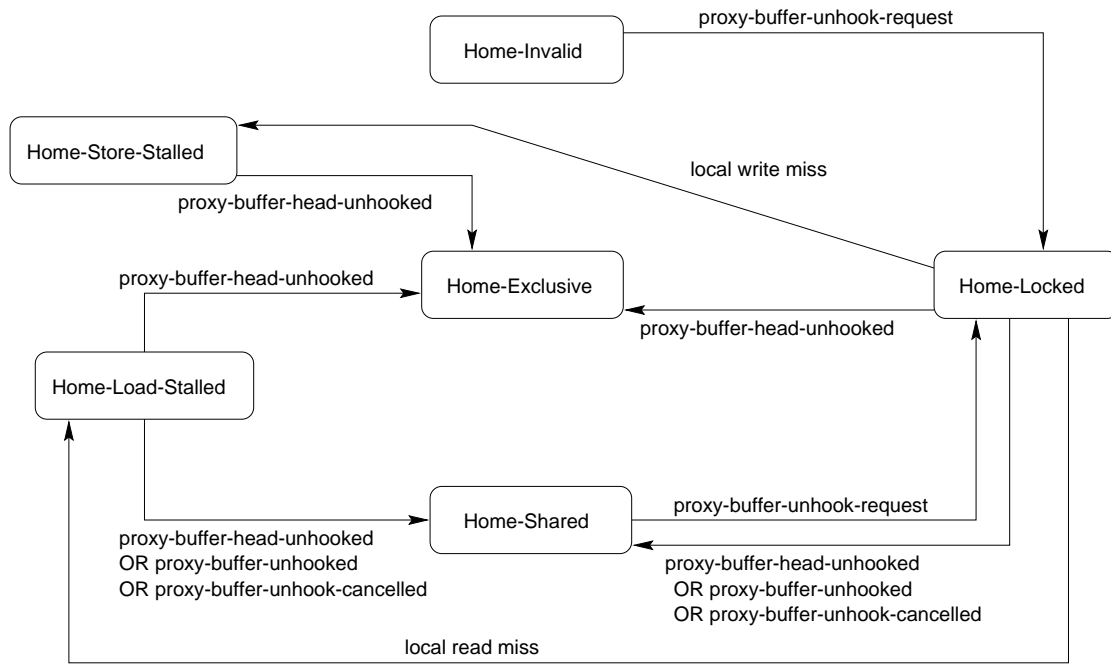 proxy-buffer-unhook-request
Home-Invalid
Home-Store-Stalled
local write miss
proxy-buffer-head-unhooked
proxy-buffer-head-unhooked
Home-Exclusive
Home-Locked
proxy-buffer-head-unhooked
Home-Load-Stalled
Home-Shared
proxy-buffer-unhook-request
proxy-buffer-head-unhooked
OR proxy-buffer-unhooked
OR proxy-buffer-unhook-cancelled
proxy-buffer-head-unhooked
OR proxy-buffer-unhooked
OR proxy-buffer-unhook-cancelled
local read miss